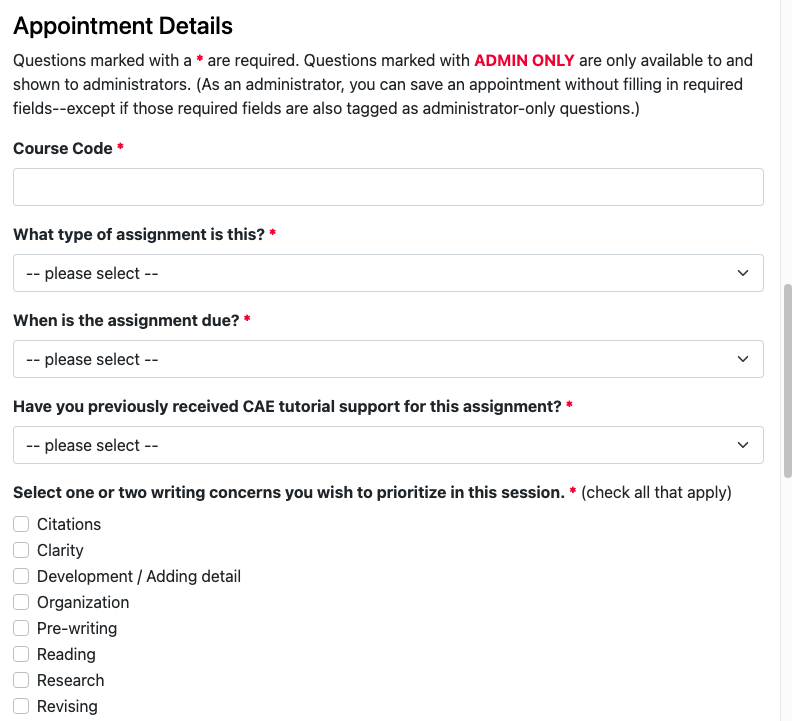 Appointment Details
Questions marked with a * are required. Questions marked with ADMIN ONLY are only available to and
shown to administrators. (As an administrator, you can save an appointment without filling in required
fields--except if those required fields are also tagged as administrator-only questions.)
Course Code *
What type of assignment is this? *
-- please select --
When is the assignment due? *
-- please select --
Have you previously received CAE tutorial support for this assignment? *
-- please select --
Select one or two writing concerns you wish to prioritize in this session. * (check all that apply)
Citations
Clarity
Development / Adding detail
Organization
Pre-writing
Reading
Research
Revising